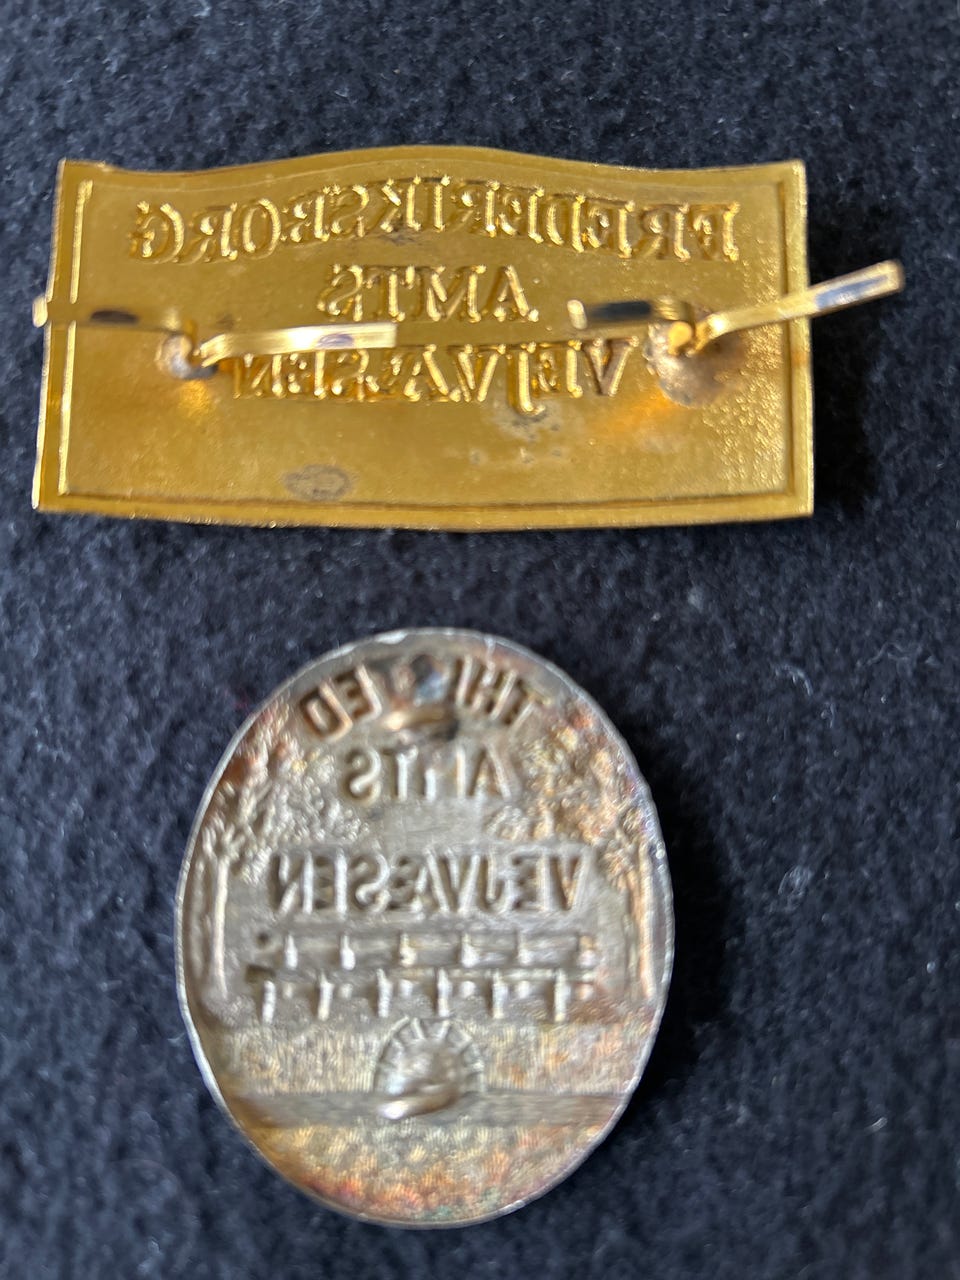 FREDERIKSBORG
AMTS
VEJVÆSEN
THISTED
AMTS
VEJVÆSEN